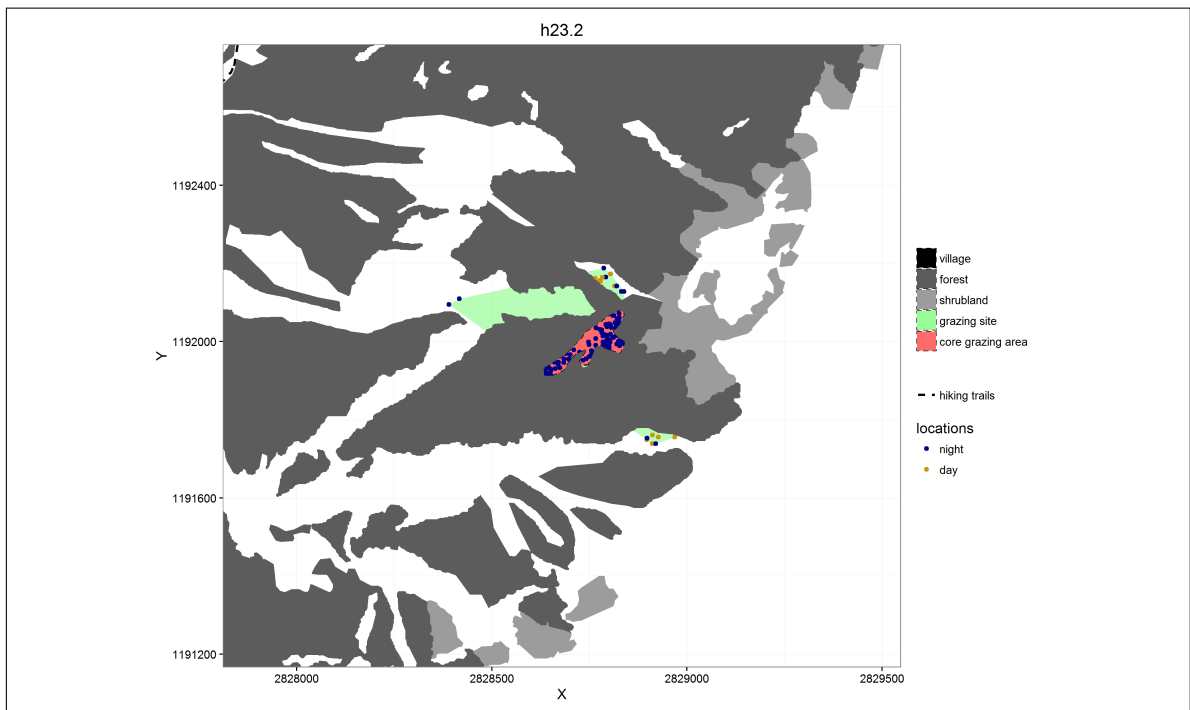 h23.2
1192400
1192000
1191600
1191200
Y
2828000
2828500
2829000
2829500
X
village
forest
shrubland
grazing site
core grazing area
hiking trails
locations
night
day